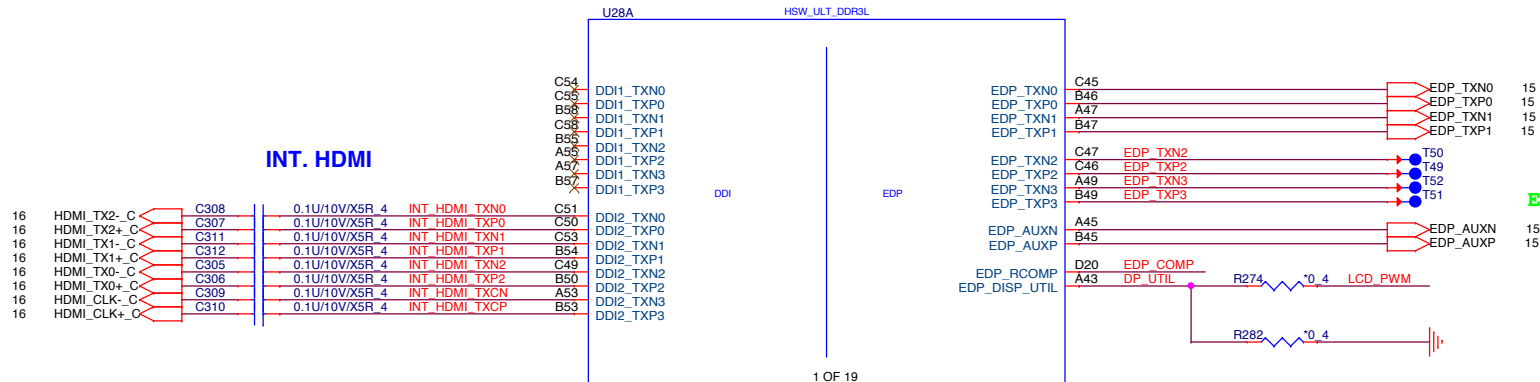 U28A
HSW_ULT_DDR3L
C54 DDI1_TXN0
C55 DDI1_TXP0
B58 DDI1_TXN1
C58 DDI1_TXP1
B55 DDI1_TXN2
A55 DDI1_TXP2
A57 DDI1_TXN3
B57 DDI1_TXP3
INT. HDMI
16 HDMI_TX2-_C C308 0.1U/10V/X5R_4 INT_HDMI_TXN0 C51 DDI2_TXN0
16 HDMI_TX2+_C C307 0.1U/10V/X5R_4 INT_HDMI_TXP0 C50 DDI2_TXP0
16 HDMI_TX1-_C C311 0.1U/10V/X5R_4 INT_HDMI_TXN1 C53 DDI2_TXN1
16 HDMI_TX1+_C C312 0.1U/10V/X5R_4 INT_HDMI_TXP1 B54 DDI2_TXP1
16 HDMI_TX0-_C C305 0.1U/10V/X5R_4 INT_HDMI_TXN2 C49 DDI2_TXN2
16 HDMI_TX0+_C C306 0.1U/10V/X5R_4 INT_HDMI_TXP2 B50 DDI2_TXP2
16 HDMI_CLK-_C C309 0.1U/10V/X5R_4 INT_HDMI_TXCN A53 DDI2_TXN3
16 HDMI_CLK+_C C310 0.1U/10V/X5R_4 INT_HDMI_TXCP B53 DDI2_TXP3
DDI
EDP
EDP_TXN0 C45 EDP_TXN0 15
EDP_TXP0 B46 EDP_TXP0 15
EDP_TXN1 A47 EDP_TXN1 15
EDP_TXP1 B47 EDP_TXP1 15
EDP_TXN2 C47 EDP_TXN2 T50
EDP_TXP2 C46 EDP_TXP2 T49
EDP_TXN3 A49 EDP_TXN3 T52
EDP_TXP3 B49 EDP_TXP3 T51
E
EDP_AUXN A45 EDP_AUXN 15
EDP_AUXP B45 EDP_AUXP 15
EDP_RCOMP D20 EDP_COMP
EDP_DISP_UTIL A43 DP_UTIL R274 *0_4 LCD_PWM
R282 *0_4
1 OF 19